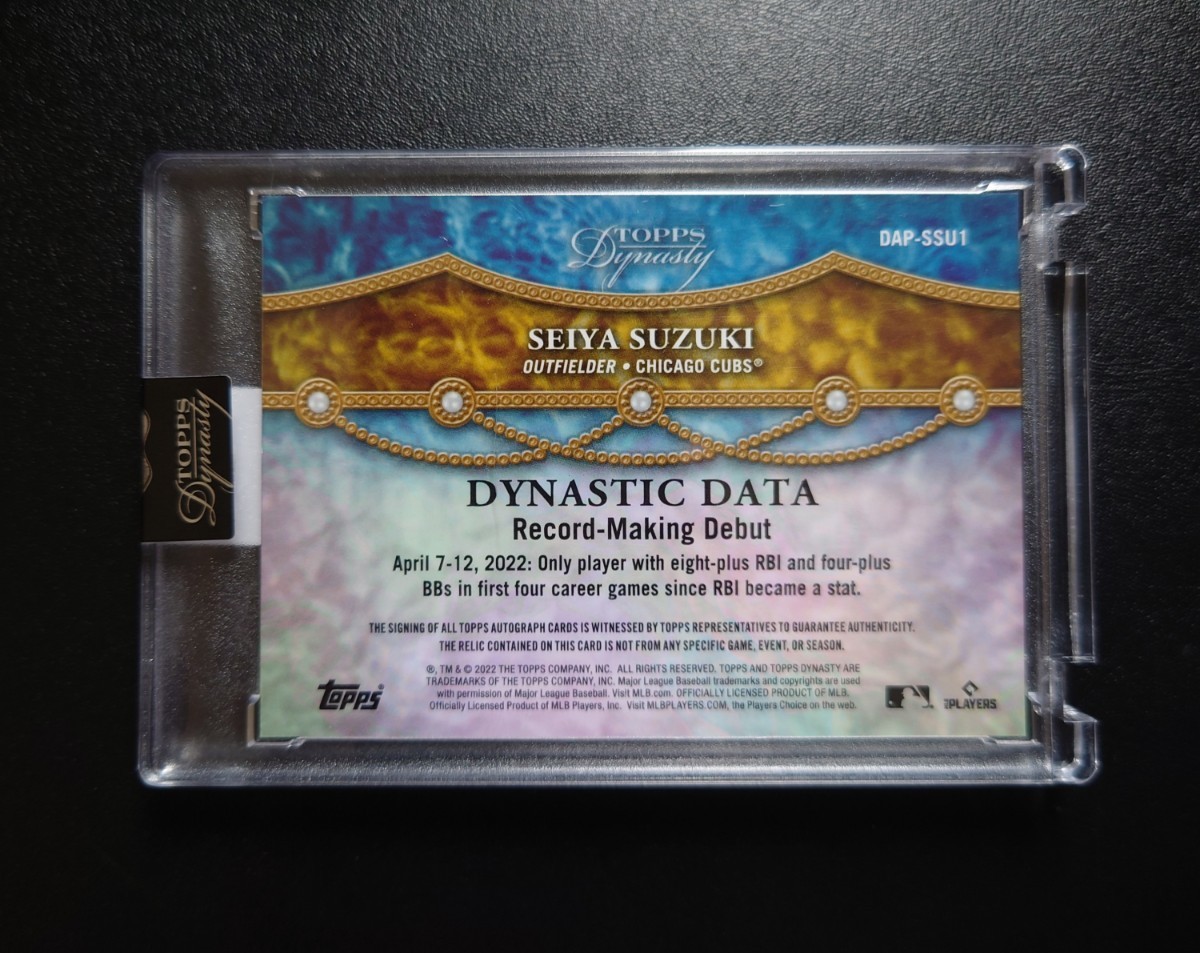 TOPPS
Dynasty
DAP-SSU1
SEIYA SUZUKI
OUTFIELDER • CHICAGO CUBS®
TOPPS
Dynasty
DYNASTIC DATA
Record-Making Debut
April 7-12, 2022: Only player with eight-plus RBI and four-plus
BBs in first four career games since RBI became a stat.
THE SIGNING OF ALL TOPPS AUTOGRAPH CARDS IS WITNESSED BY TOPPS REPRESENTATIVES TO GUARANTEE AUTHENTICITY.
THE RELIC CONTAINED ON THIS CARD IS NOT FROM ANY SPECIFIC GAME, EVENT, OR SEASON.
®, TM & © 2022 THE TOPPS COMPANY, INC. ALL RIGHTS RESERVED. TOPPS AND TOPPS DYNASTY ARE
TRADEMARKS OF THE TOPPS COMPANY, INC. Major League Baseball trademarks and copyrights are used
with permission of Major League Baseball. Visit MLB.com. OFFICIALLY LICENSED PRODUCT OF MLB.
Officially Licensed Product of MLB Players, Inc. Visit MLBPLAYERS.COM, the Players Choice on the web.
topps®
PLAYERS